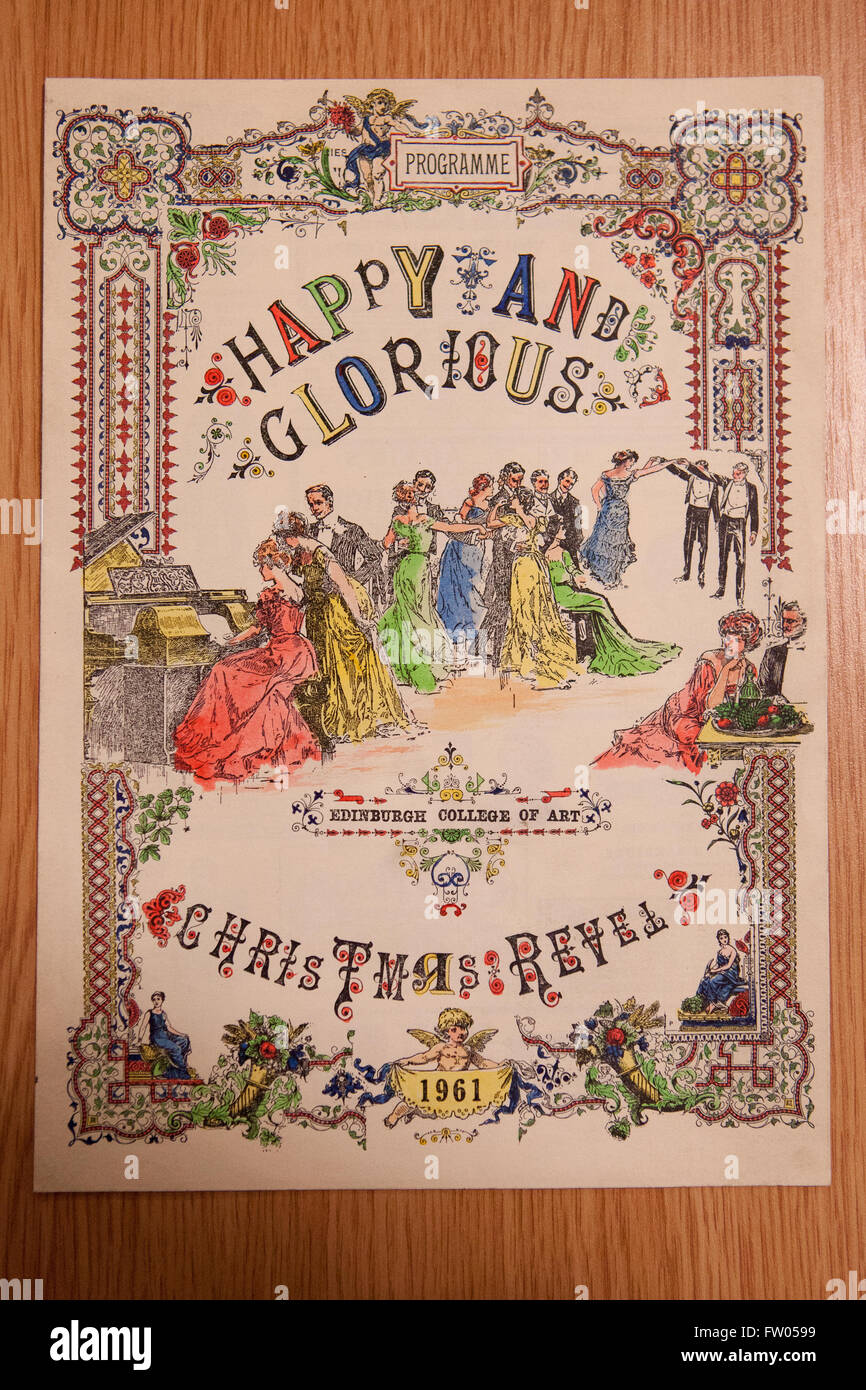 PROGRAMME
HAPPY AND
GLORIOUS
EDINBURGH COLLEGE OF ART
CHRISTMAS REVEL
1961
alamy
Image ID: FW0599
www.alamy.com